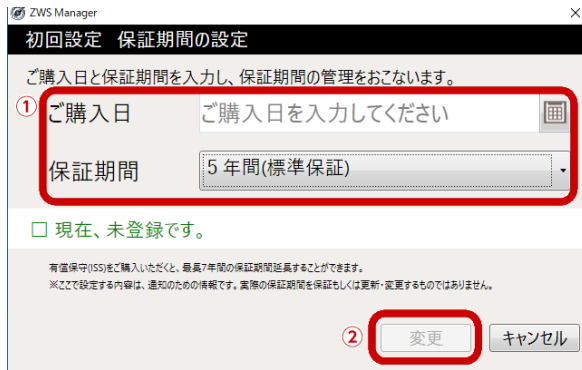 ZWS Manager
初回設定 保証期間の設定
ご購入日と保証期間を入力し、保証期間の管理をおこないます。
① ご購入日 ご購入日を入力してください
保証期間 5年間(標準保証)
□ 現在、未登録です。
有償保守(ISS)をご購入いただくと、最長7年間の保証期間延長することができます。
※ここで設定する内容は、通知のための情報です。実際の保証期間を保証もしくは更新・変更するものではありません。
② 変更 キャンセル